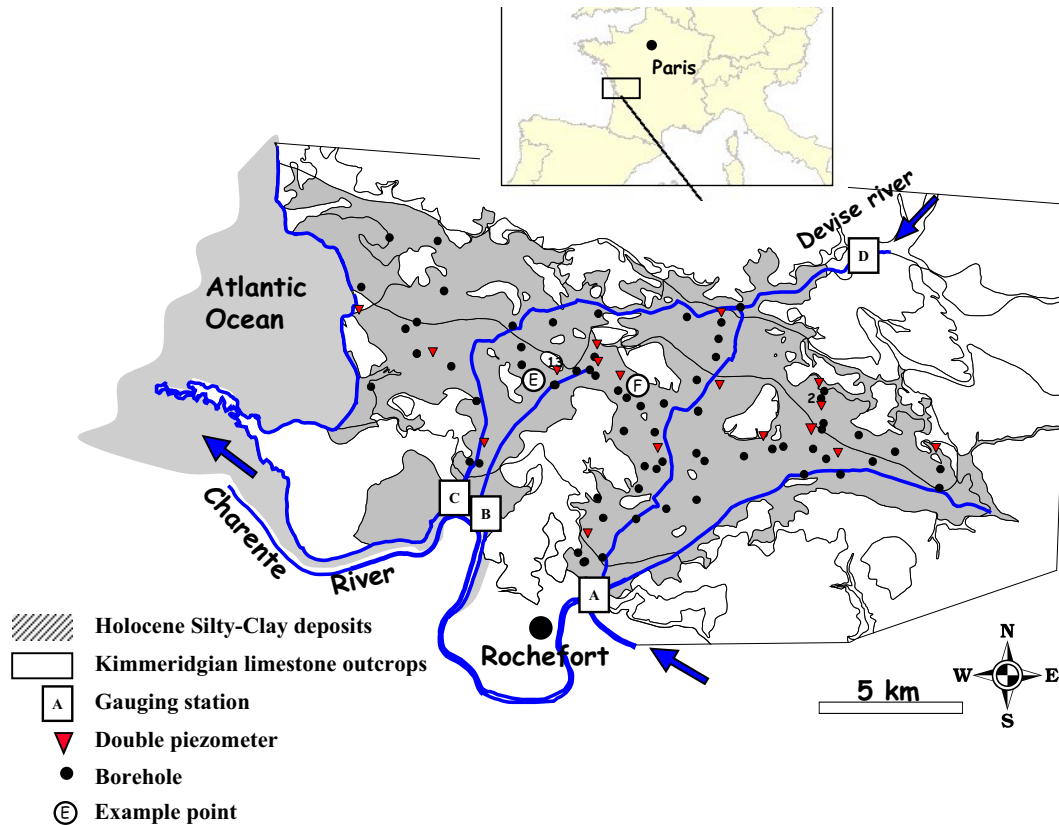 Paris
Devise river
D
Atlantic
Ocean
13
E
F
2
C
B
Charente
River
A
Rochefort
Holocene Silty-Clay deposits
Kimmeridgian limestone outcrops
A
Gauging station
Double piezometer
Borehole
E
Example point
5 km
N
W
E
S